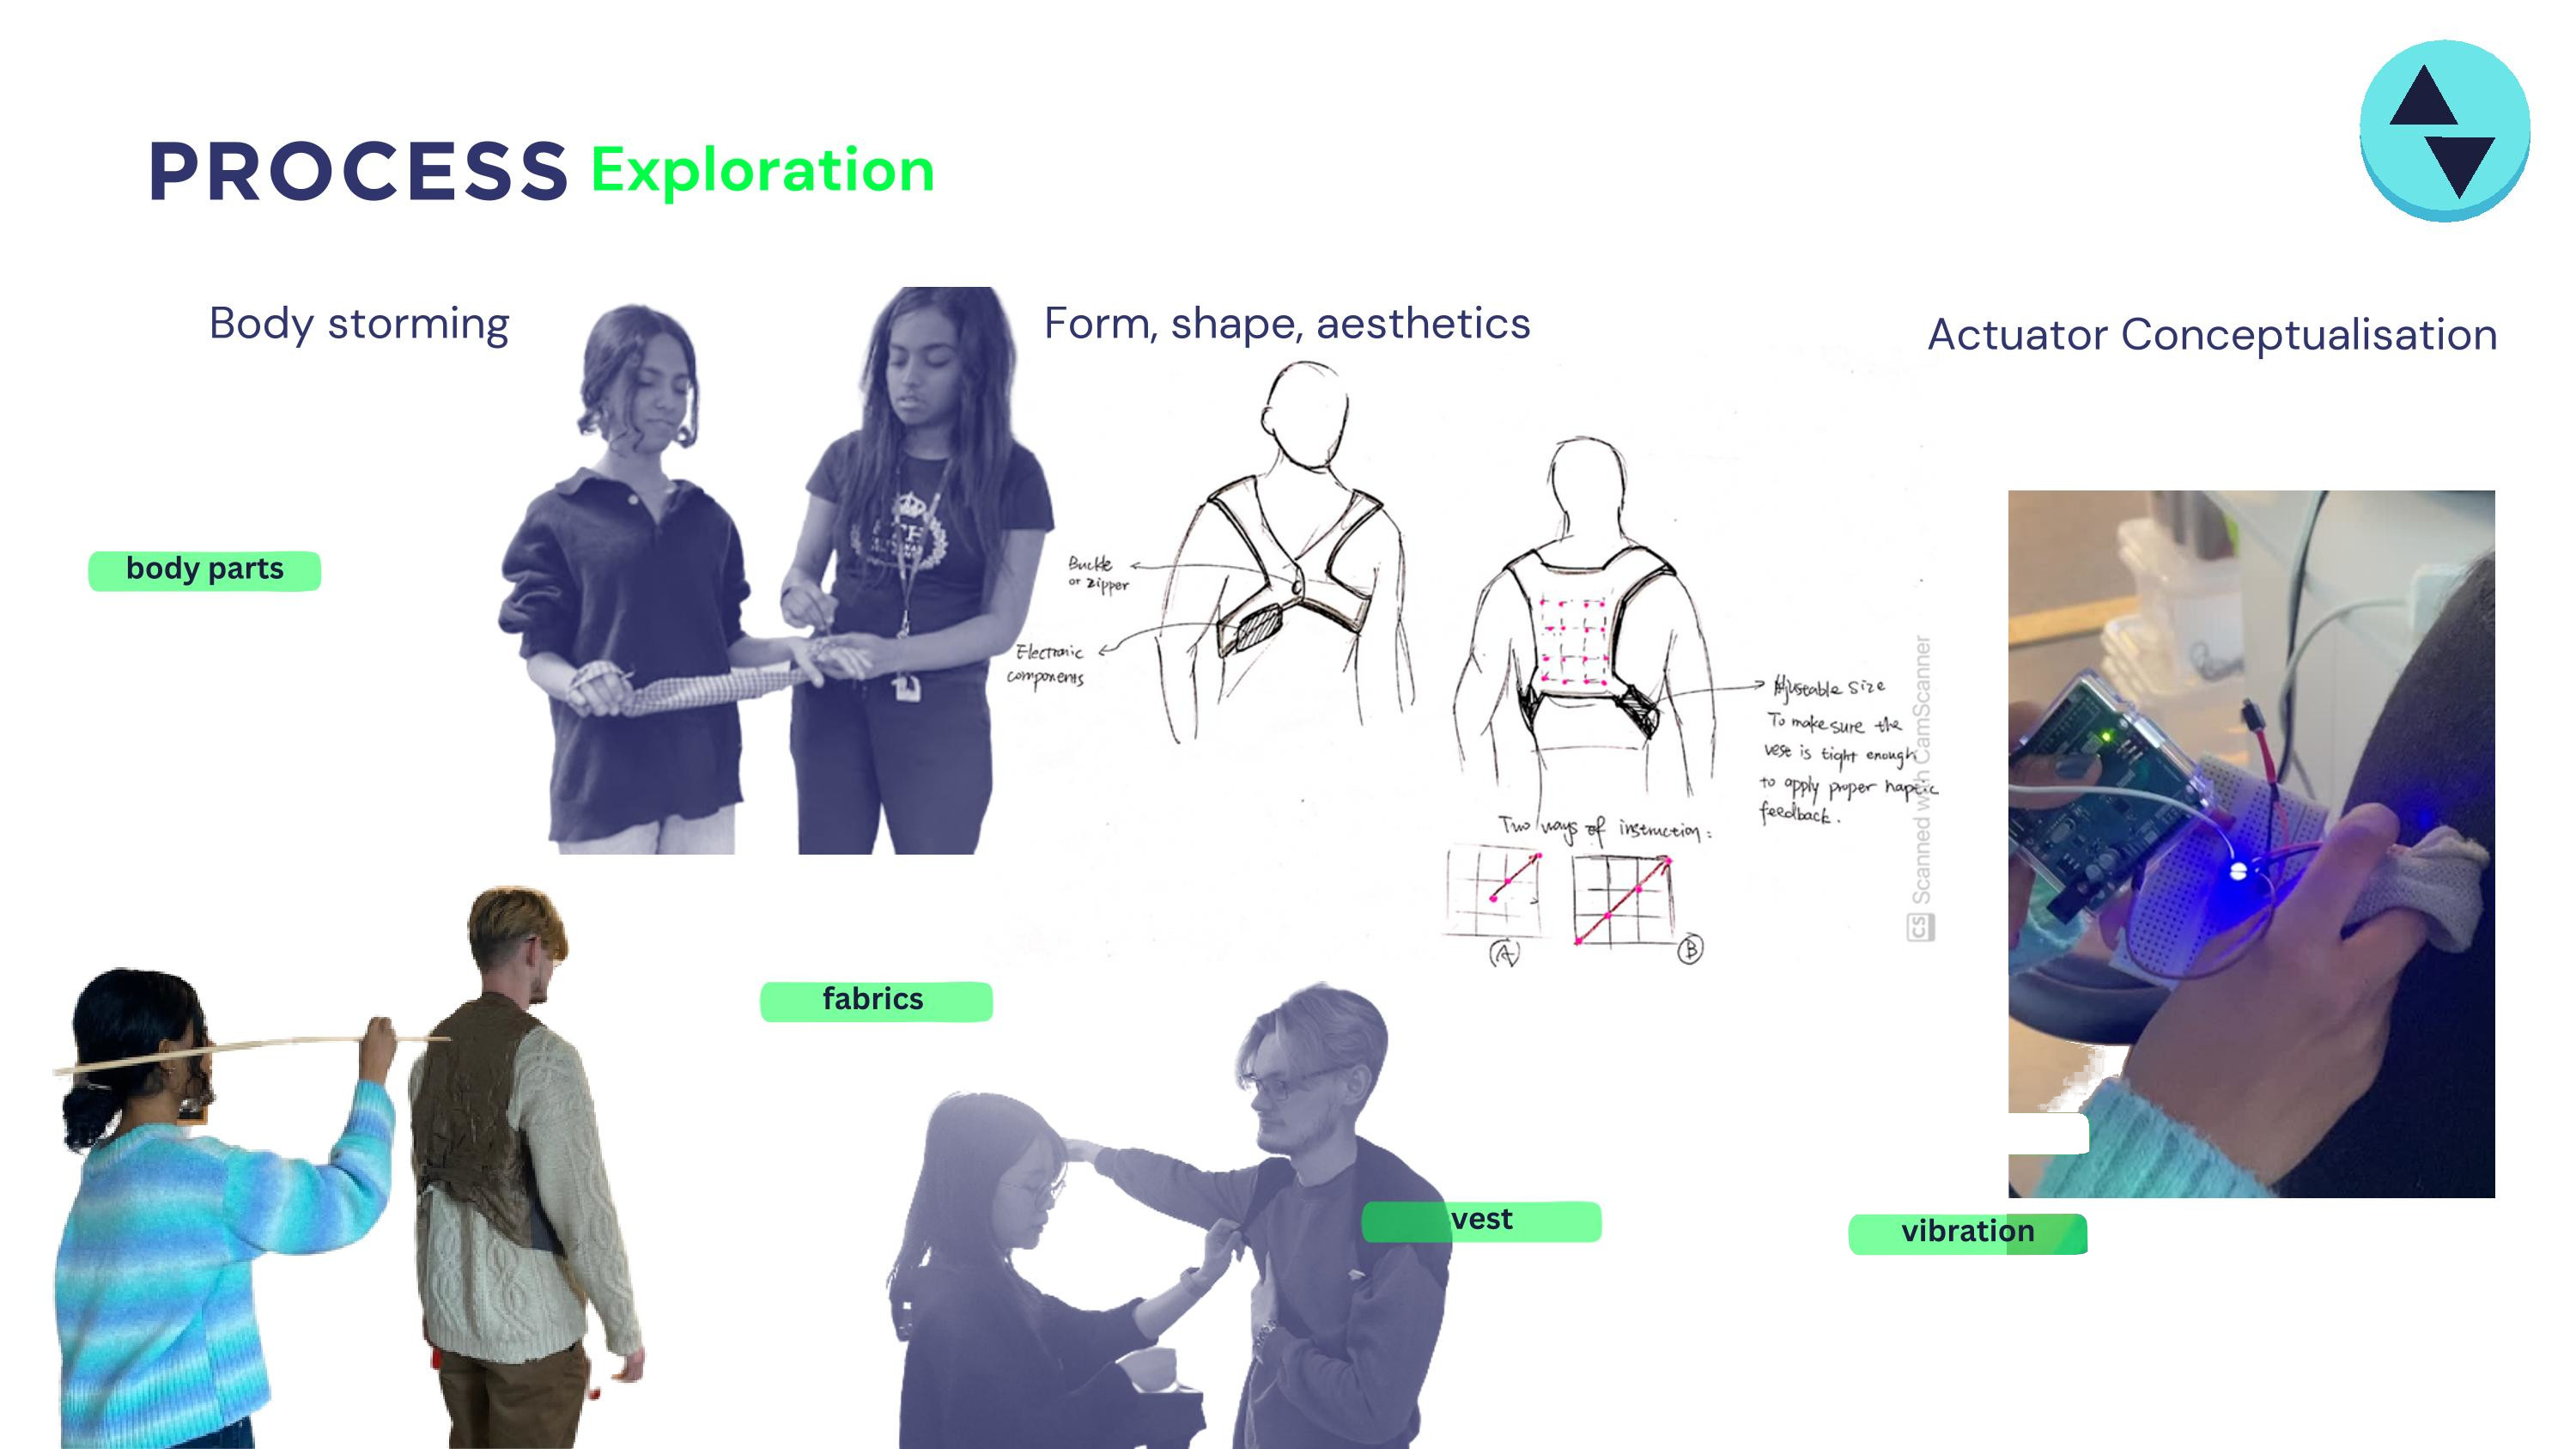 PROCESS Exploration
Body storming
Form, shape, aesthetics
Actuator Conceptualisation
body parts
Buckle
or zipper
Electronic
components
Adjustable size
To make sure the
vest is tight enough
to apply proper haptic
feedback.
Two ways of instruction:
A
B
CS Scanned with CamScanner
fabrics
vest
vibration